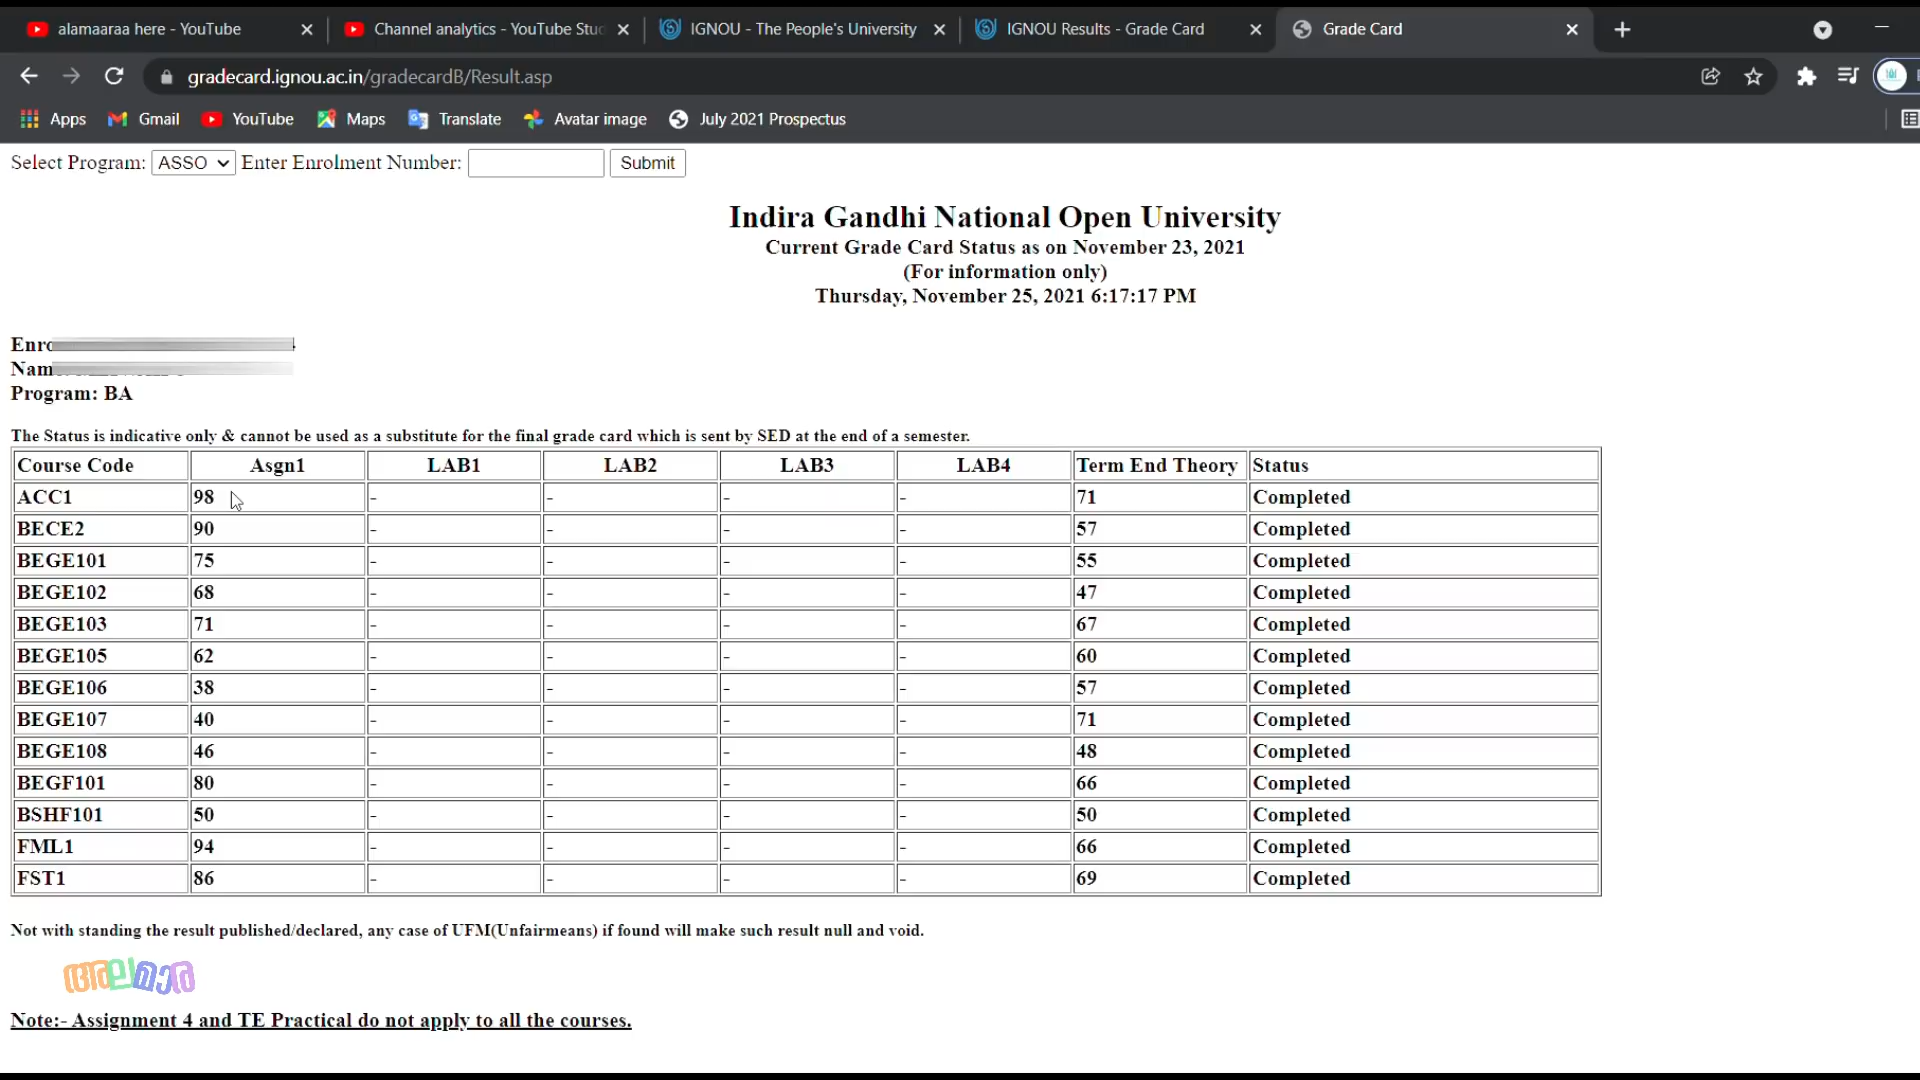 alamaaraa here - YouTube
Channel analytics - YouTube Stud
IGNOU - The People's University
IGNOU Results - Grade Card
Grade Card
gradecard.ignou.ac.in/gradecardB/Result.asp
Apps Gmail YouTube Maps Translate Avatar image July 2021 Prospectus
Select Program: ASSO Enter Enrolment Number: Submit
Indira Gandhi National Open University
Current Grade Card Status as on November 23, 2021
(For information only)
Thursday, November 25, 2021 6:17:17 PM
Program: BA
The Status is indicative only & cannot be used as a substitute for the final grade card which is sent by SED at the end of a semester.
Course Code Asgn1 LAB1 LAB2 LAB3 LAB4 Term End Theory Status
ACC1 98 - - - - 71 Completed
BECE2 90 - - - - 57 Completed
BEGE101 75 - - - - 55 Completed
BEGE102 68 - - - - 47 Completed
BEGE103 71 - - - - 67 Completed
BEGE105 62 - - - - 60 Completed
BEGE106 38 - - - - 57 Completed
BEGE107 40 - - - - 71 Completed
BEGE108 46 - - - - 48 Completed
BEGF101 80 - - - - 66 Completed
BSHF101 50 - - - - 50 Completed
FML1 94 - - - - 66 Completed
FST1 86 - - - - 69 Completed
Not with standing the result published/declared, any case of UFM(Unfairmeans) if found will make such result null and void.
അലമാര
Note:- Assignment 4 and TE Practical do not apply to all the courses.